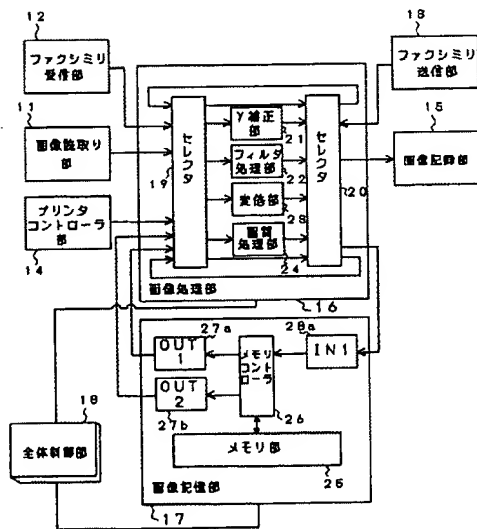 12
ファクシミリ
受信部
11
画像読取り部
プリンタ
コントローラ
部
14
セレクタ
19
γ補正
部
21
フィルタ
処理部
22
変倍部
23
画質
処理部
24
セレクタ
20
画像処理部
16
13
ファクシミリ
送信部
15
画像記録部
27a
OUT
1
OUT
2
27b
メモリ
コントローラ
26
28a
IN1
メモリ部
25
画像記憶部
17
18
全体制御部